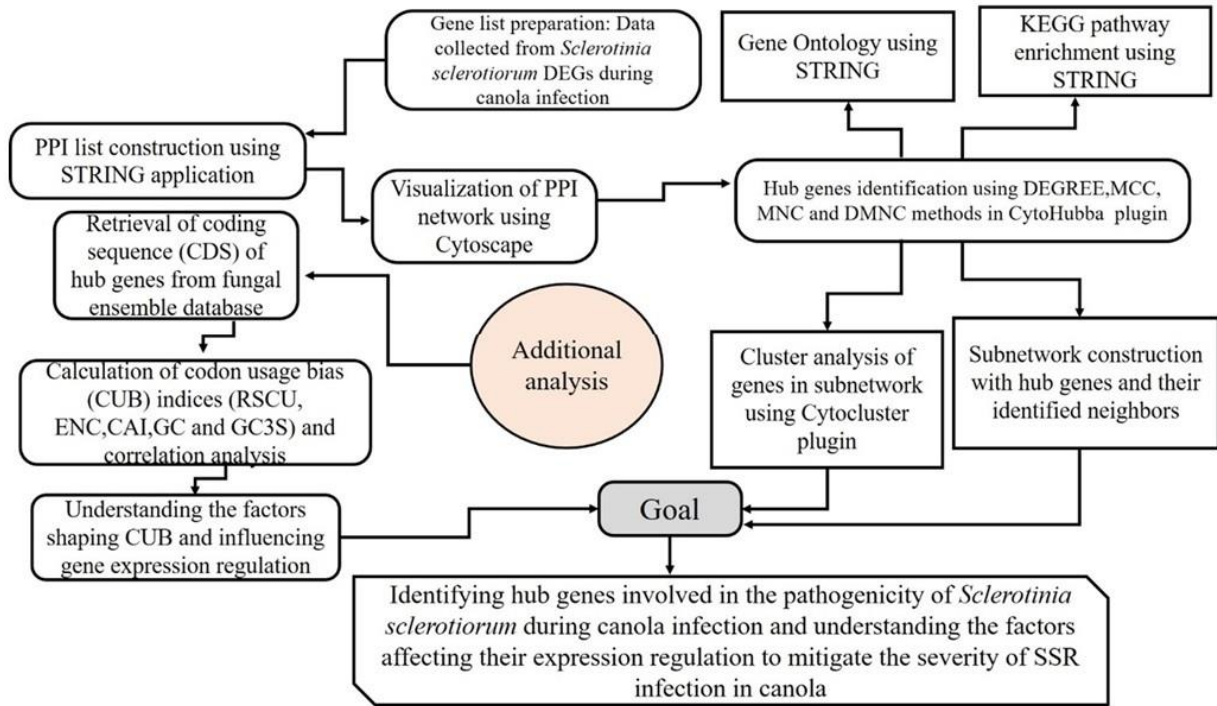 Gene list preparation: Data
collected from Sclerotinia
sclerotiorum DEGs during
canola infection
Gene Ontology using
STRING
KEGG pathway
enrichment using
STRING
PPI list construction using
STRING application
Visualization of PPI
network using
Cytoscape
Hub genes identification using DEGREE,MCC,
MNC and DMNC methods in CytoHubba plugin
Retrieval of coding
sequence (CDS) of
hub genes from fungal
ensemble database
Additional
analysis
Cluster analysis of
genes in subnetwork
using Cytocluster
plugin
Subnetwork construction
with hub genes and their
identified neighbors
Calculation of codon usage bias
(CUB) indices (RSCU,
ENC,CAI,GC and GC3S) and
correlation analysis
Understanding the factors
shaping CUB and influencing
gene expression regulation
Goal
Identifying hub genes involved in the pathogenicity of Sclerotinia
sclerotiorum during canola infection and understanding the factors
affecting their expression regulation to mitigate the severity of SSR
infection in canola